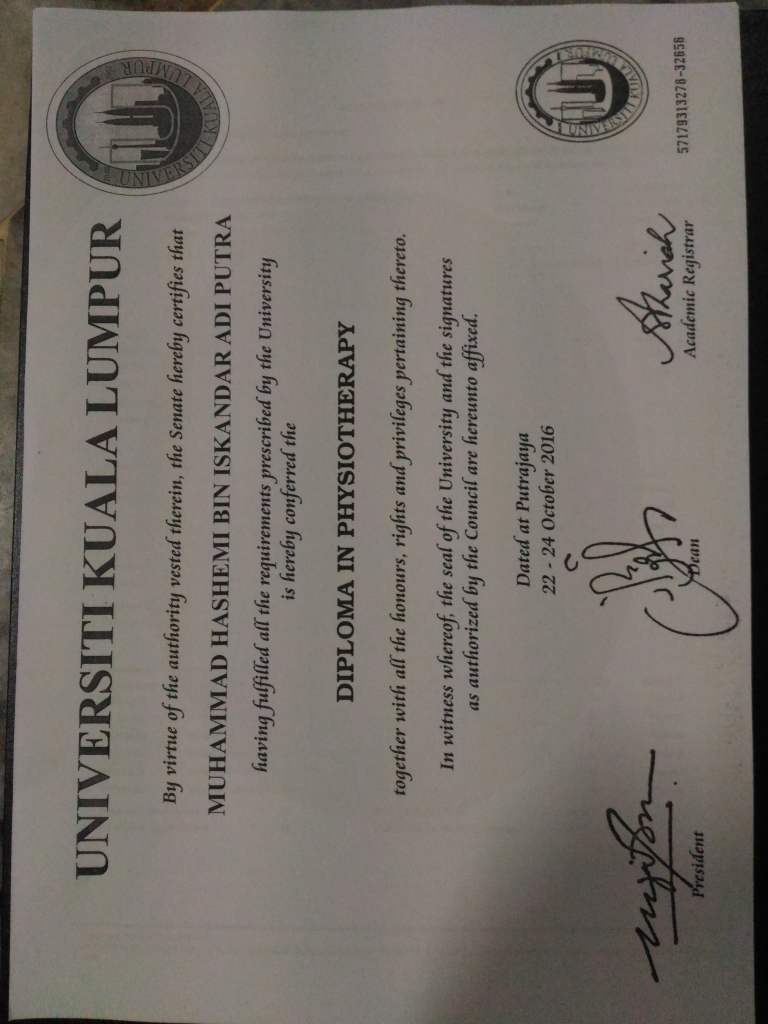 UNIVERSITI KUALA LUMPUR
UNIVERSITI KUALA LUMPUR
By virtue of the authority vested therein, the Senate hereby certifies that
MUHAMMAD HASHEMI BIN ISKANDAR ADI PUTRA
having fulfilled all the requirements prescribed by the University
is hereby conferred the
DIPLOMA IN PHYSIOTHERAPY
together with all the honours, rights and privileges pertaining thereto.
In witness whereof, the seal of the University and the signatures
as authorized by the Council are hereunto affixed.
Dated at Putrajaya
22 - 24 October 2016
UNIVERSITI KUALA LUMPUR
President
Dean
Academic Registrar
57179313278-32656